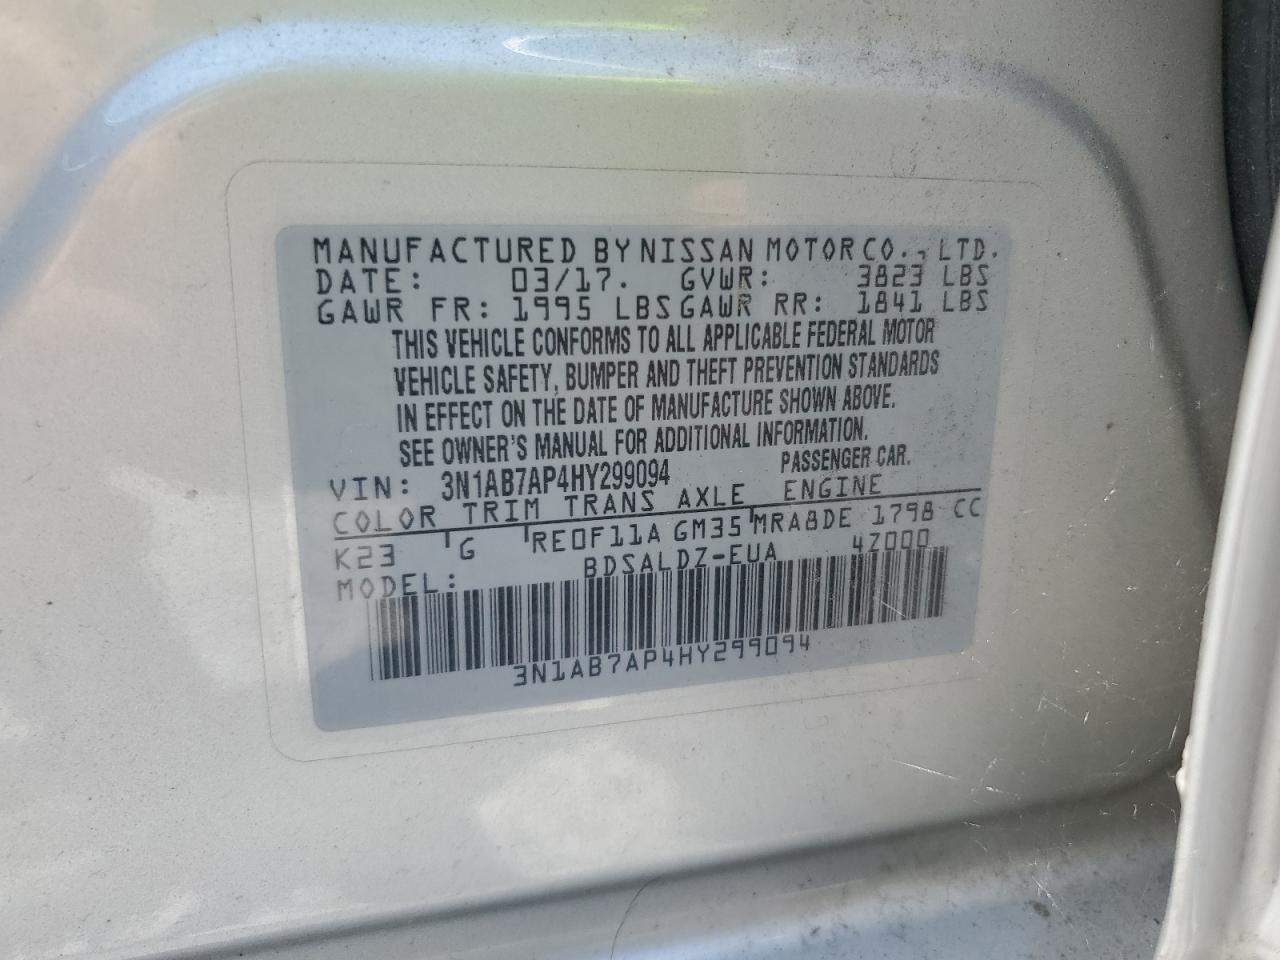 MANUFACTURED BY NISSAN MOTOR CO., LTD.
DATE: 03/17. GVWR: 3823 LBS
GAWR FR: 1995 LBS GAWR RR: 1841 LBS
THIS VEHICLE CONFORMS TO ALL APPLICABLE FEDERAL MOTOR
VEHICLE SAFETY, BUMPER AND THEFT PREVENTION STANDARDS
IN EFFECT ON THE DATE OF MANUFACTURE SHOWN ABOVE.
SEE OWNER'S MANUAL FOR ADDITIONAL INFORMATION.
VIN: 3N1AB7AP4HY299094 PASSENGER CAR.
COLOR TRIM TRANS AXLE ENGINE
K23 G RE0F11A GM35 MRA8DE 1798 CC
MODEL: BDSALDZ-EUA 4Z000
3N1AB7AP4HY299094